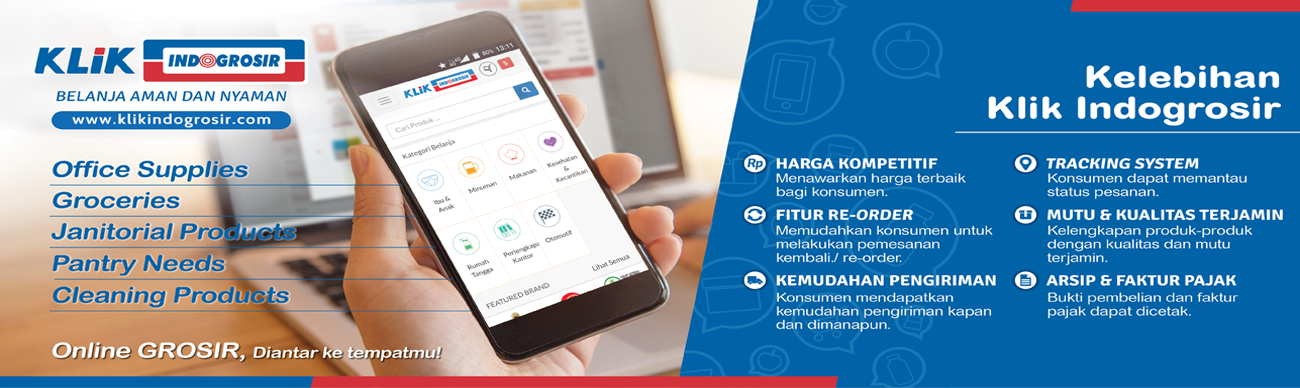 KLiK INDOGROSIR
BELANJA AMAN DAN NYAMAN
www.klikindogrosir.com
Office Supplies
Groceries
Janitorial Products
Pantry Needs
Cleaning Products
Online GROSIR, Diantar ke tempatmu!
80% 13:11
KLiK INDOGROSIR
5
Cari Produk...
Kategori Belanja
Ibu &
Anak
Minuman
Makanan
Kesehatan
&
Kecantikan
Rumah
Tangga
Perlengkapan
Kantor
Otomotif
Lihat Semua
FEATURED BRAND
Kelebihan
Klik Indogrosir
Rp HARGA KOMPETITIF
Menawarkan harga terbaik
bagi konsumen.
FITUR RE-ORDER
Memudahkan konsumen untuk
melakukan pemesanan
kembali./ re-order.
KEMUDAHAN PENGIRIMAN
Konsumen mendapatkan
kemudahan pengiriman kapan
dan dimanapun.
TRACKING SYSTEM
Konsumen dapat memantau
status pesanan.
MUTU & KUALITAS TERJAMIN
Kelengkapan produk-produk
dengan kualitas dan mutu
terjamin.
ARSIP & FAKTUR PAJAK
Bukti pembelian dan faktur
pajak dapat dicetak.